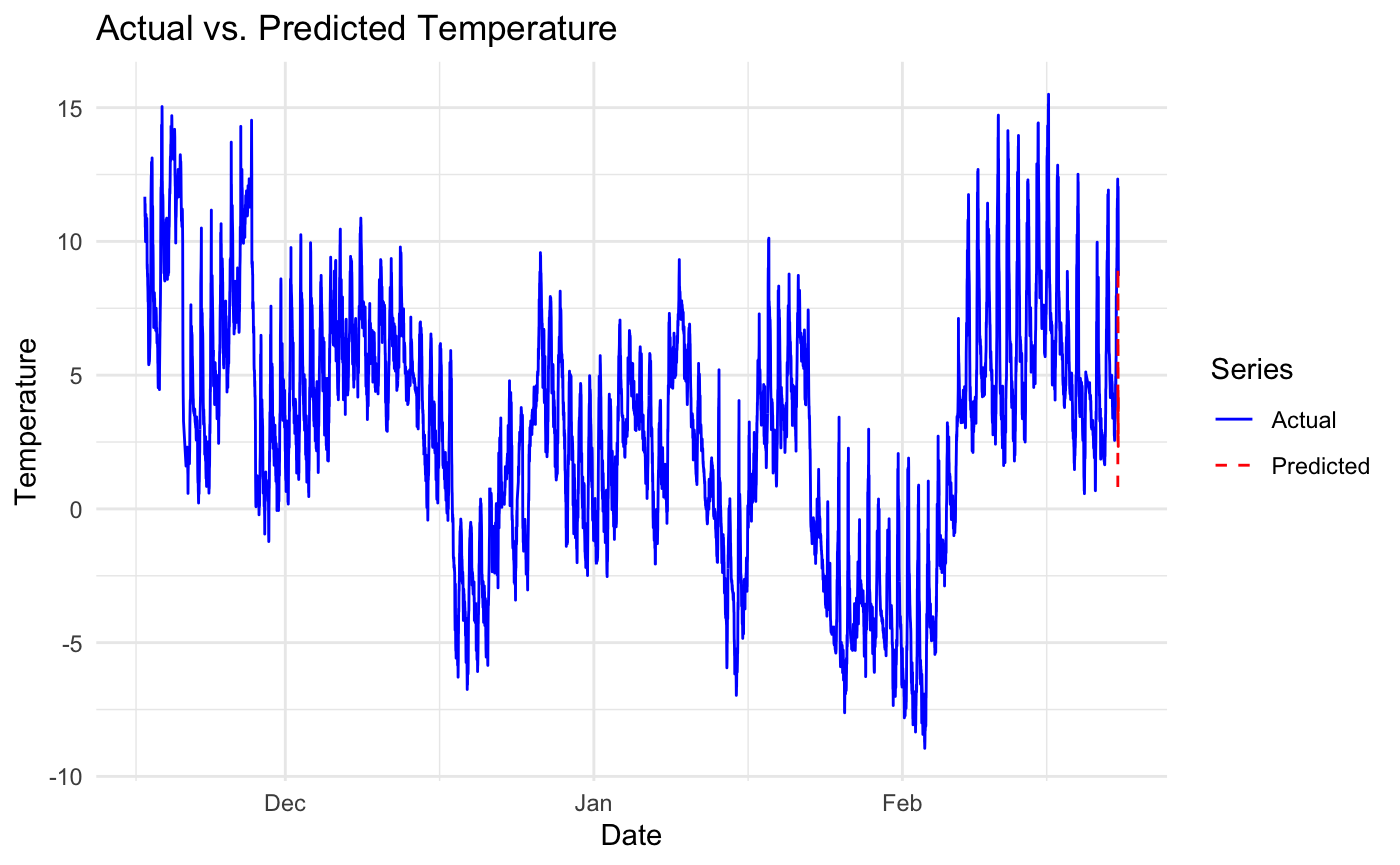 Actual vs. Predicted Temperature
15
10
5
0
-5
-10
Temperature
Dec
Jan
Feb
Date
Series
Actual
Predicted